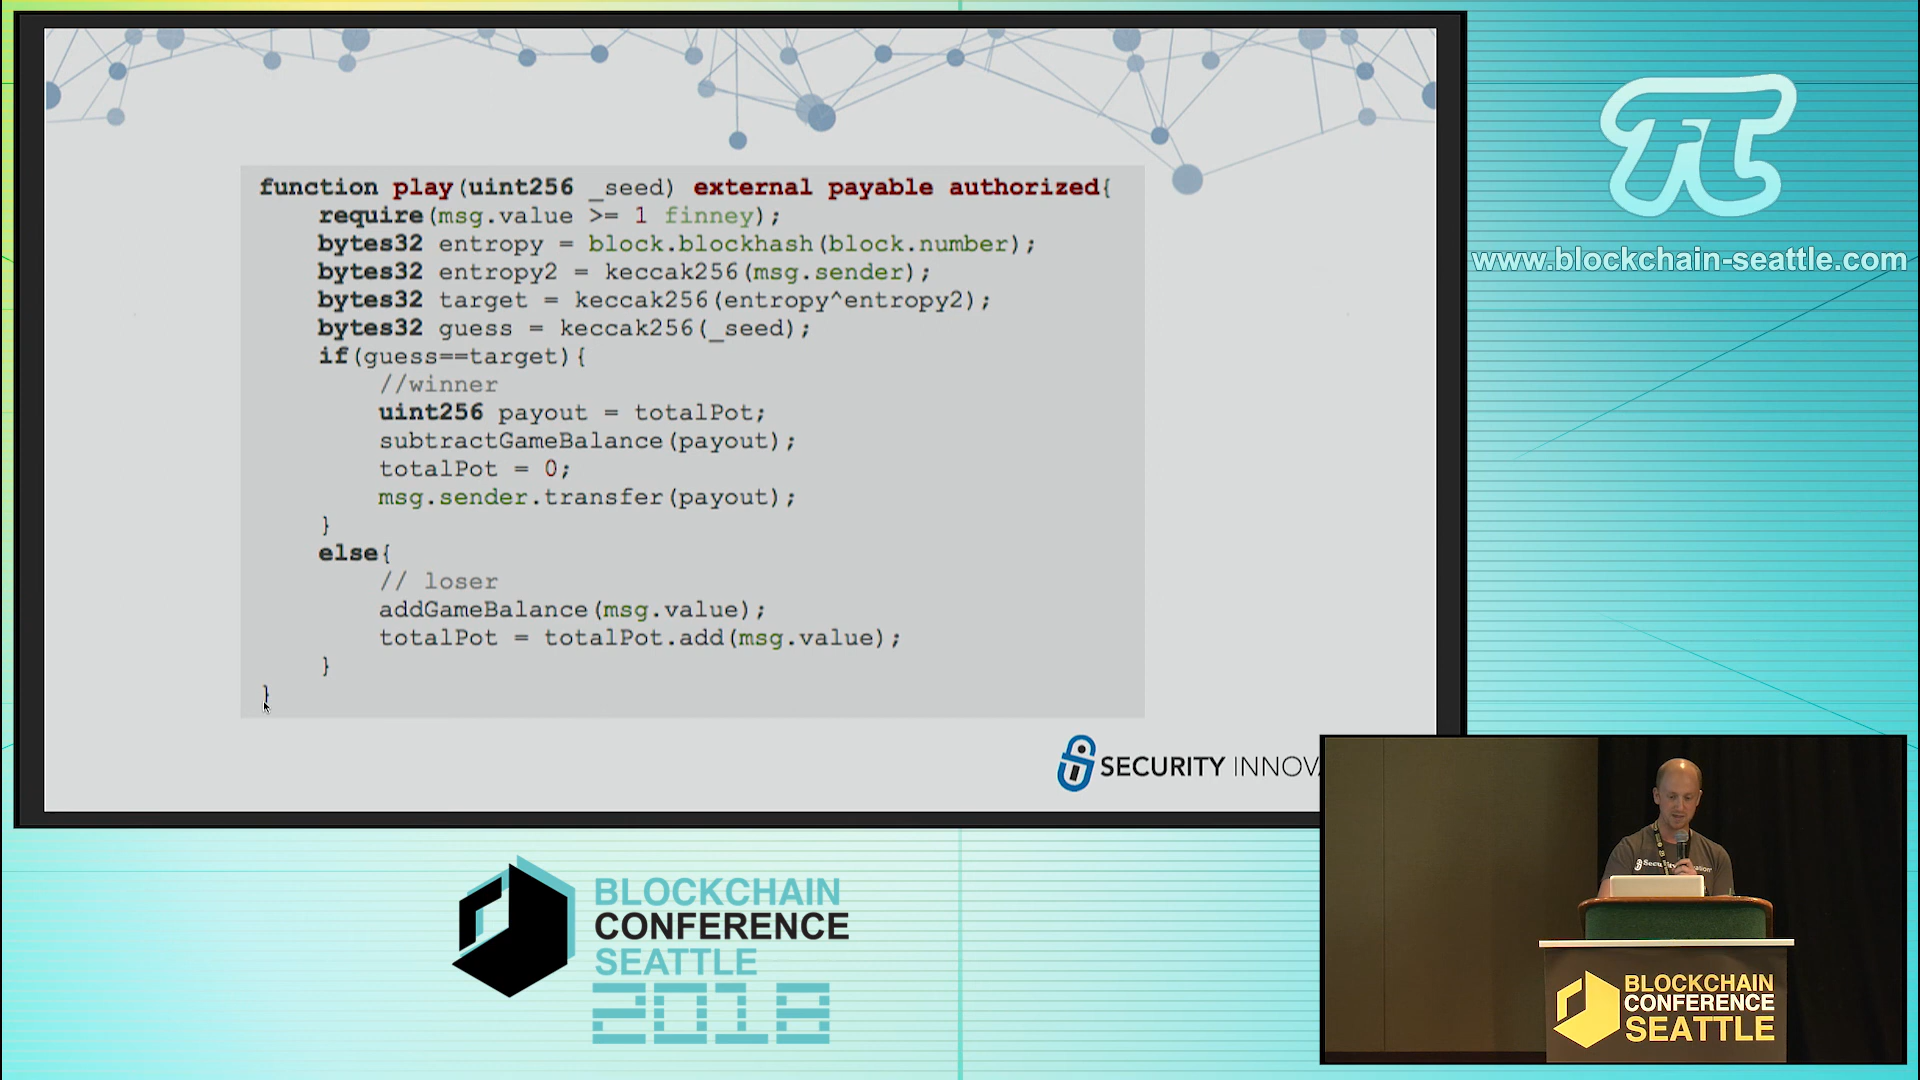 function play(uint256 _seed) external payable authorized{
require(msg.value >= 1 finney);
bytes32 entropy = block.blockhash(block.number);
bytes32 entropy2 = keccak256(msg.sender);
bytes32 target = keccak256(entropy^entropy2);
bytes32 guess = keccak256(_seed);
if(guess==target){
//winner
uint256 payout = totalPot;
subtractGameBalance(payout);
totalPot = 0;
msg.sender.transfer(payout);
}
else{
// loser
addGameBalance(msg.value);
totalPot = totalPot.add(msg.value);
}
}
SECURITY INNOV
www.blockchain-seattle.com
BLOCKCHAIN
CONFERENCE
SEATTLE
2018
BLOCKCHAIN
CONFERENCE
SEATTLE